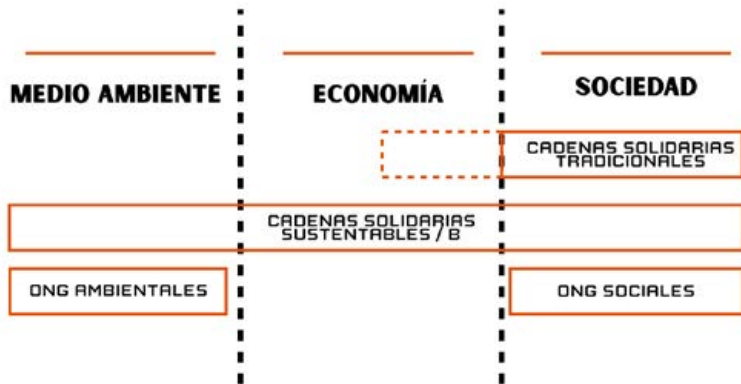 MEDIO AMBIENTE
ECONOMÍA
SOCIEDAD
CADENAS SOLIDARIAS
TRADICIONALES
CADENAS SOLIDARIAS
SUSTENTABLES / B
ONG AMBIENTALES
ONG SOCIALES